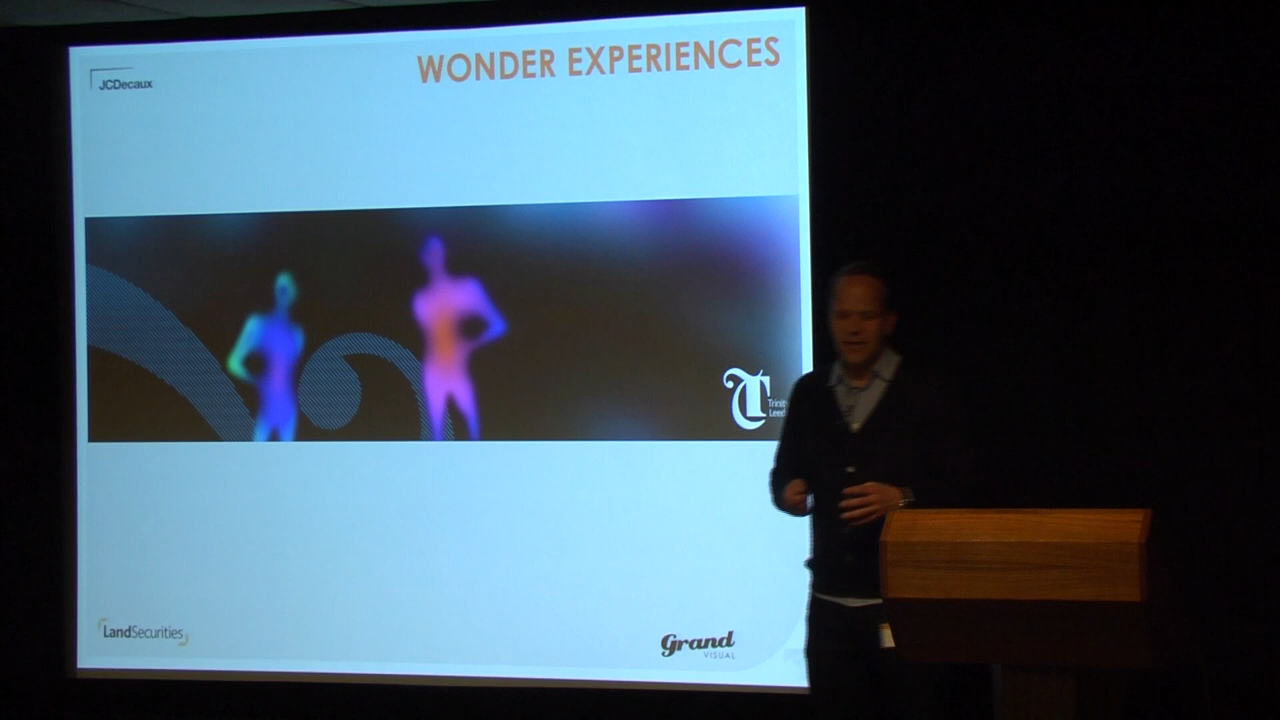 WONDER EXPERIENCES
JCDecaux
T
LandSecurities
Grand
VISUAL